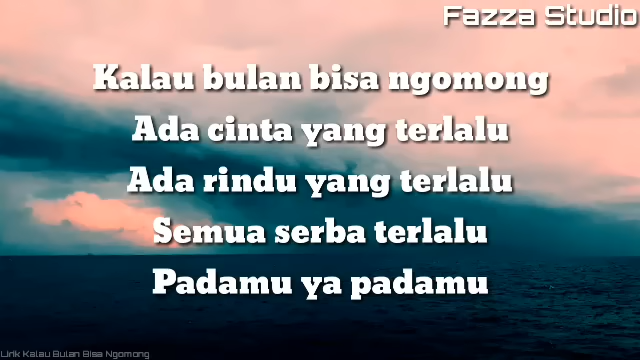 Fazza Studio
Kalau bulan bisa ngomong
Ada cinta yang terlalu
Ada rindu yang terlalu
Semua serba terlalu
Padamu ya padamu
Lirik Kalau Bulan Bisa Ngomong